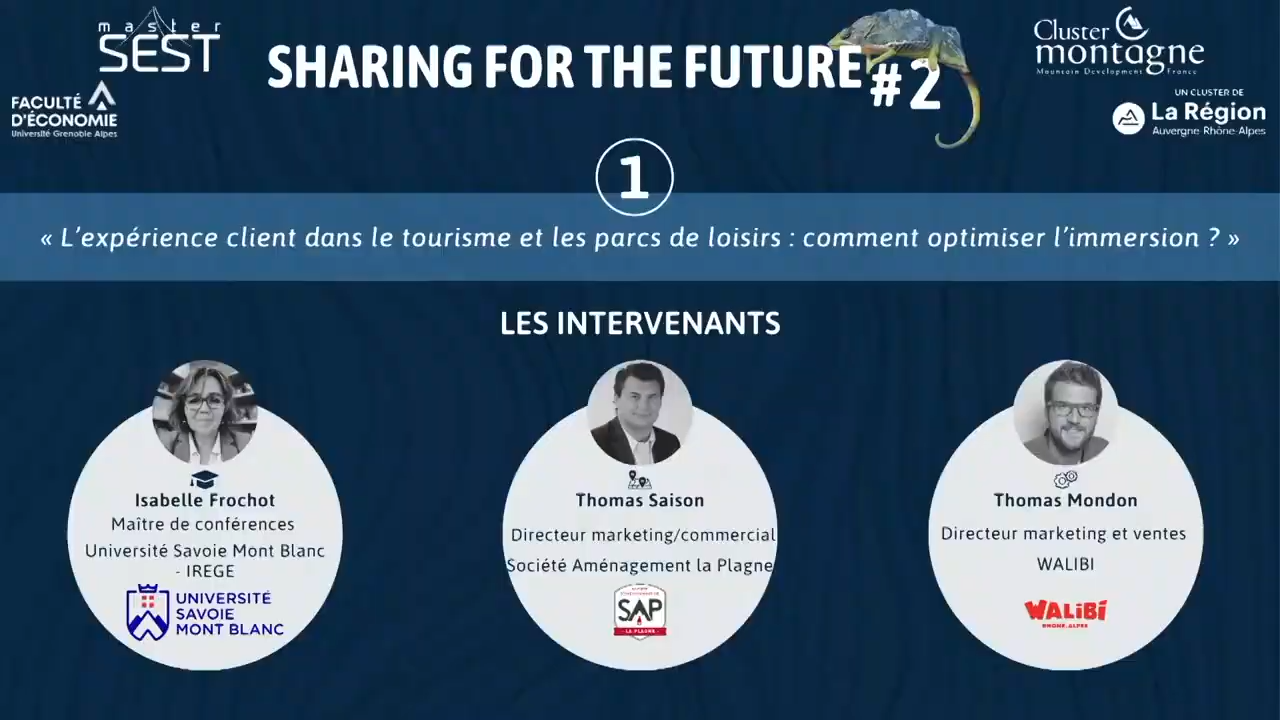 master
SEST
FACULTÉ
D'ÉCONOMIE
Université Grenoble Alpes
SHARING FOR THE FUTURE #2
Cluster
montagne
Mountain Development France
UN CLUSTER DE
La Région
Auvergne-Rhône-Alpes
1
« L'expérience client dans le tourisme et les parcs de loisirs : comment optimiser l'immersion ? »
LES INTERVENANTS
Isabelle Frochot
Maître de conférences
Université Savoie Mont Blanc
- IREGE
UNIVERSITÉ
SAVOIE
MONT BLANC
Thomas Saison
Directeur marketing/commercial
Société Aménagement la Plagne
SAP
LA PLAGNE
Thomas Mondon
Directeur marketing et ventes
WALIBI
WALiBi
RHÔNE-ALPES